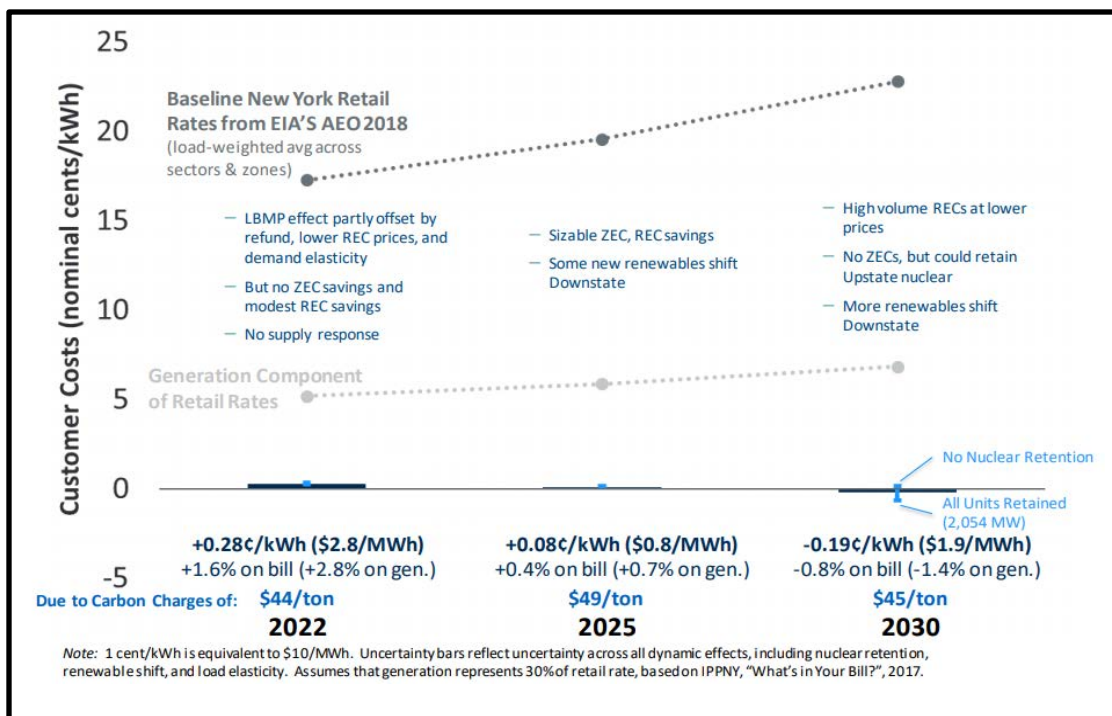 Customer Costs (nominal cents/kWh)
25
20
15
10
5
0
-5
Baseline New York Retail
Rates from EIA'S AEO 2018
(load-weighted avg across
sectors & zones)
— LBMP effect partly offset by
refund, lower REC prices, and
demand elasticity
— But no ZEC savings and
modest REC savings
— No supply response
— Sizable ZEC, REC savings
— Some new renewables shift
Downstate
— High volume RECs at lower
prices
— No ZECs, but could retain
Upstate nuclear
— More renewables shift
Downstate
Generation Component
of Retail Rates
No Nuclear Retention
All Units Retained
(2,054 MW)
+0.28¢/kWh ($2.8/MWh)
+1.6% on bill (+2.8% on gen.)
+0.08¢/kWh ($0.8/MWh)
+0.4% on bill (+0.7% on gen.)
-0.19¢/kWh ($1.9/MWh)
-0.8% on bill (-1.4% on gen.)
Due to Carbon Charges of: $44/ton $49/ton $45/ton
2022 2025 2030
Note: 1 cent/kWh is equivalent to $10/MWh. Uncertainty bars reflect uncertainty across all dynamic effects, including nuclear retention,
renewable shift, and load elasticity. Assumes that generation represents 30% of retail rate, based on IPPNY, "What's in Your Bill?", 2017.